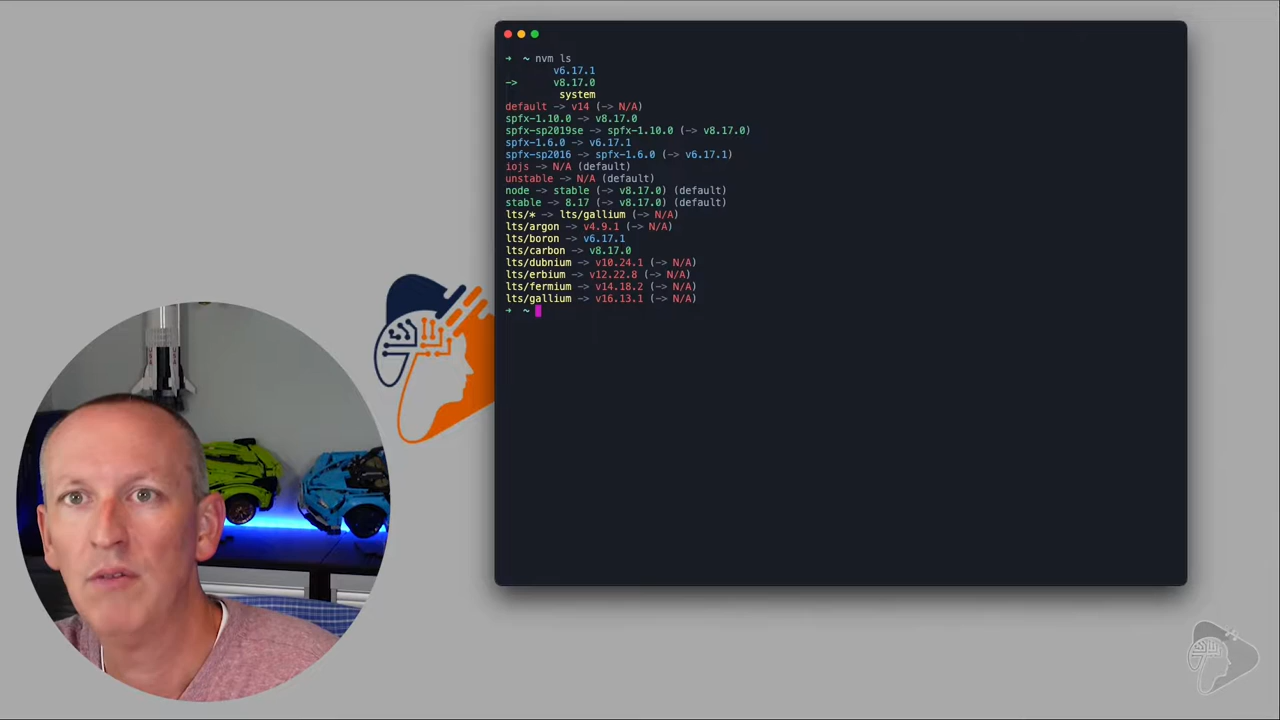 ➜ ~ nvm ls
v6.17.1
-> v8.17.0
system
default -> v14 (-> N/A)
spfx-1.10.0 -> v8.17.0
spfx-sp2019se -> spfx-1.10.0 (-> v8.17.0)
spfx-1.6.0 -> v6.17.1
spfx-sp2016 -> spfx-1.6.0 (-> v6.17.1)
iojs -> N/A (default)
unstable -> N/A (default)
node -> stable (-> v8.17.0) (default)
stable -> 8.17 (-> v8.17.0) (default)
lts/* -> lts/gallium (-> N/A)
lts/argon -> v4.9.1 (-> N/A)
lts/boron -> v6.17.1
lts/carbon -> v8.17.0
lts/dubnium -> v10.24.1 (-> N/A)
lts/erbium -> v12.22.8 (-> N/A)
lts/fermium -> v14.18.2 (-> N/A)
lts/gallium -> v16.13.1 (-> N/A)
➜ ~